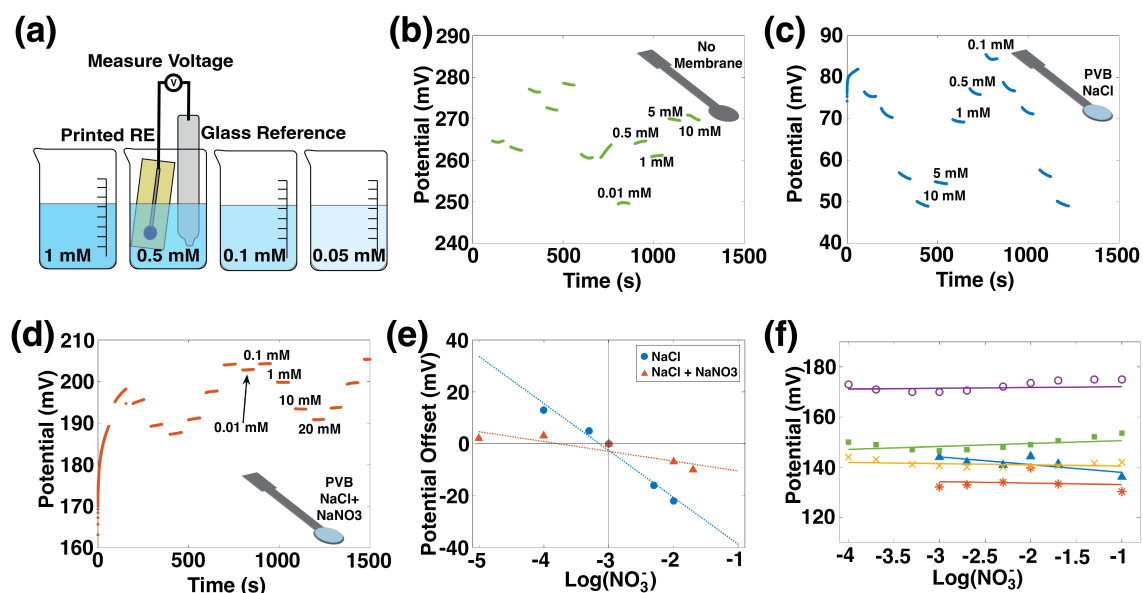 (a)
Measure Voltage
V
Printed RE
Glass Reference
1 mM
0.5 mM
0.1 mM
0.05 mM
(b)
Potential (mV)
290
280
270
260
250
240
0
500
1000
1500
Time (s)
No
Membrane
5 mM
0.5 mM
10 mM
1 mM
0.01 mM
(c)
Potential (mV)
90
80
70
60
50
40
0
500
1000
1500
Time (s)
0.1 mM
PVB
NaCl
0.5 mM
1 mM
5 mM
10 mM
(d)
Potential (mV)
210
200
190
180
170
160
0
500
1000
1500
Time (s)
0.1 mM
1 mM
10 mM
0.01 mM
20 mM
PVB
NaCl+
NaNO3
(e)
Potential Offset (mV)
40
20
0
-20
-40
-5
-4
-3
-2
-1
Log(NO3-)
NaCl
NaCl + NaNO3
(f)
Potential (mV)
180
160
140
120
-4
-3.5
-3
-2.5
-2
-1.5
-1
Log(NO3-)